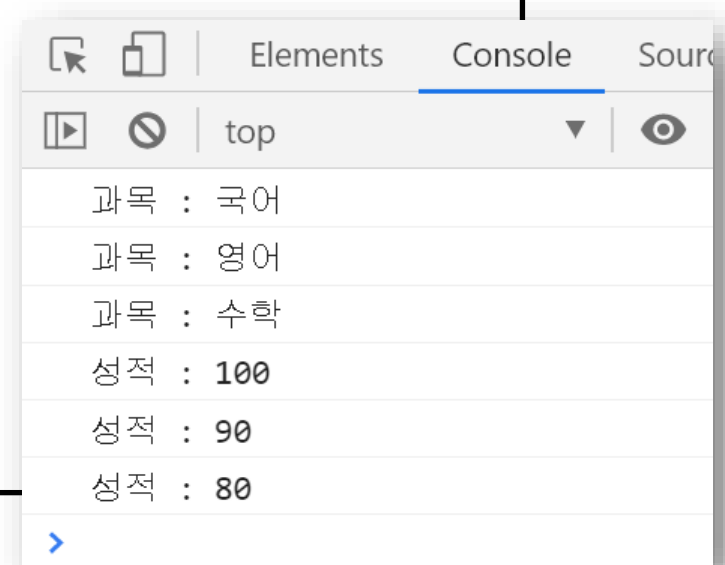 Elements Console Sourc
top
과목 : 국어
과목 : 영어
과목 : 수학
성적 : 100
성적 : 90
성적 : 80